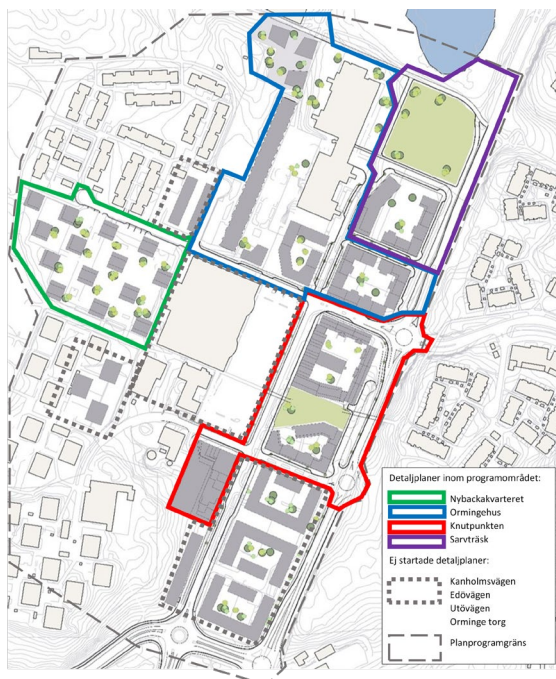 Detaljplaner inom programområdet:
Nybackakvarteret
Ormingehus
Knutpunkten
Sarvträsk
Ej startade detaljplaner:
Kanholmsvägen
Edövägen
Utövägen
Orminge torg
Planprogramgräns